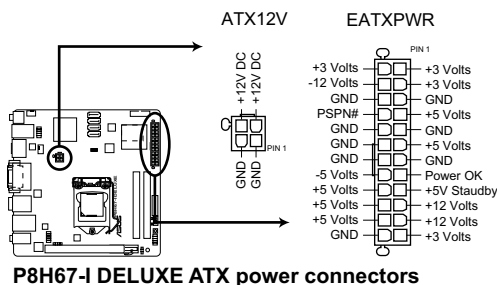 ATX12V
EATXPWR
+12V DC
+12V DC
GND
GND
PIN 1
PIN 1
+3 Volts
-12 Volts
GND
PSPN#
GND
GND
GND
-5 Volts
+5 Volts
+5 Volts
+5 Volts
GND
+3 Volts
+3 Volts
GND
+5 Volts
GND
+5 Volts
GND
Power OK
+5V Staudby
+12 Volts
+12 Volts
+3 Volts
P8H67-I DELUXE ATX power connectors